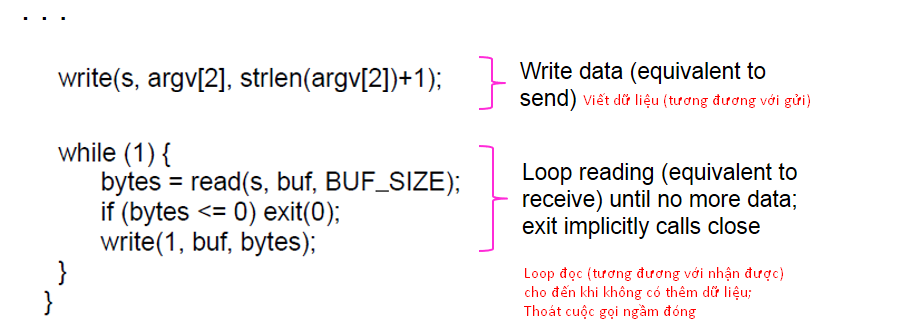 . . .
write(s, argv[2], strlen(argv[2])+1);
Write data (equivalent to
send) Viết dữ liệu (tương đương với gửi)
while (1) {
bytes = read(s, buf, BUF_SIZE);
if (bytes <= 0) exit(0);
write(1, buf, bytes);
}
}
Loop reading (equivalent to
receive) until no more data;
exit implicitly calls close
Loop đọc (tương đương với nhận được)
cho đến khi không có thêm dữ liệu;
Thoát cuộc gọi ngầm đóng